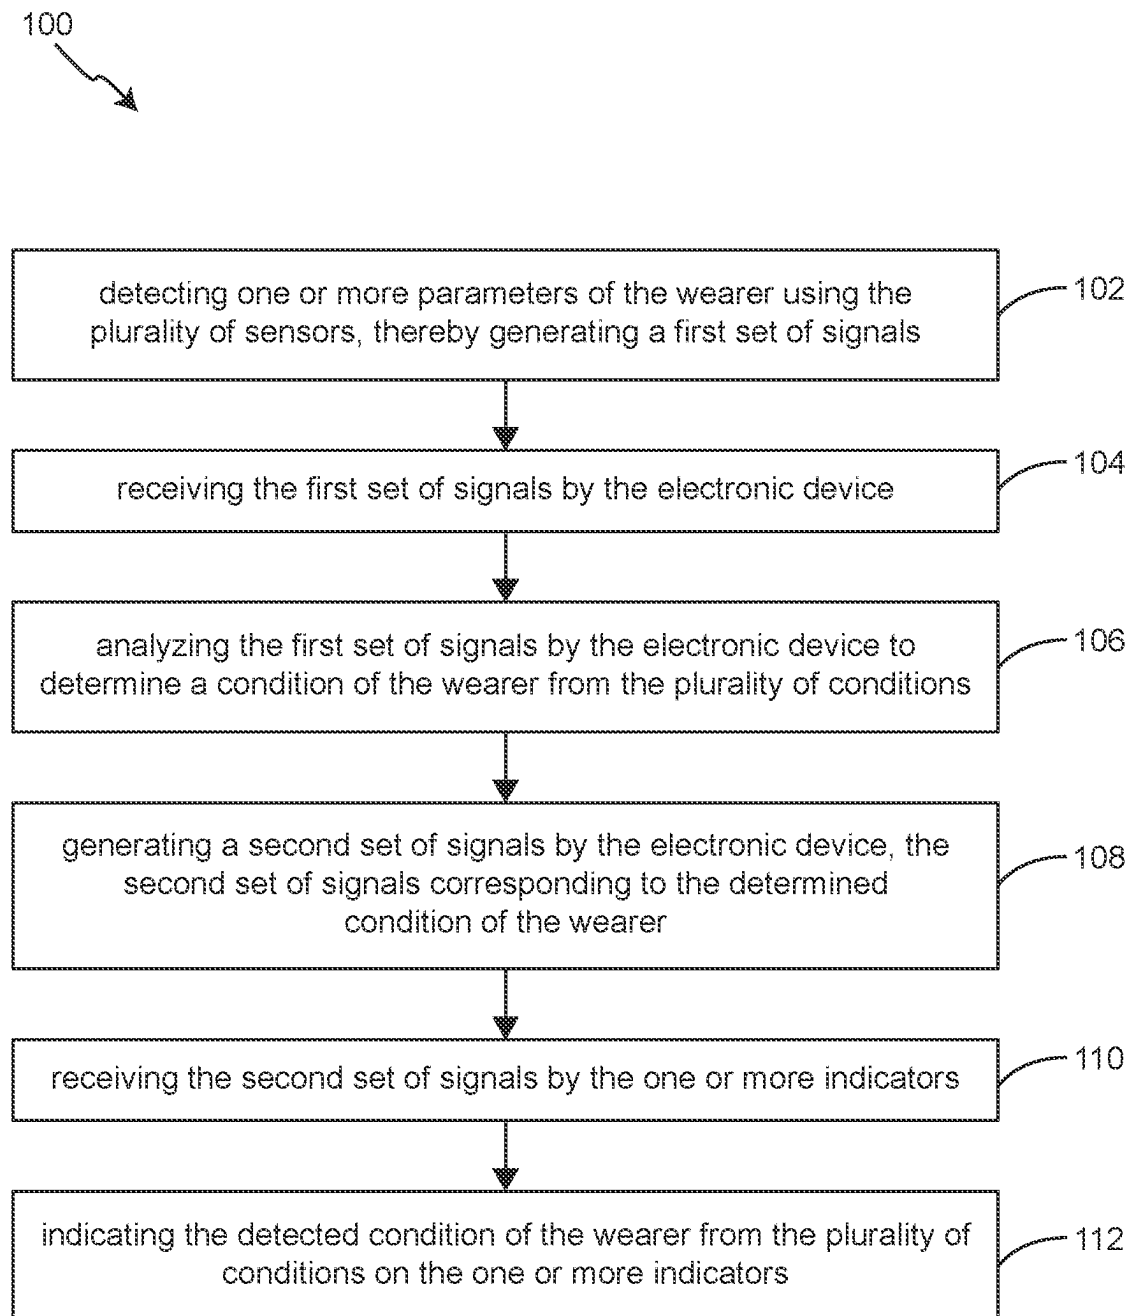 100
detecting one or more parameters of the wearer using the
plurality of sensors, thereby generating a first set of signals
102
receiving the first set of signals by the electronic device
104
analyzing the first set of signals by the electronic device to
determine a condition of the wearer from the plurality of conditions
106
generating a second set of signals by the electronic device, the
second set of signals corresponding to the determined
condition of the wearer
108
receiving the second set of signals by the one or more indicators
110
indicating the detected condition of the wearer from the plurality of
conditions on the one or more indicators
112